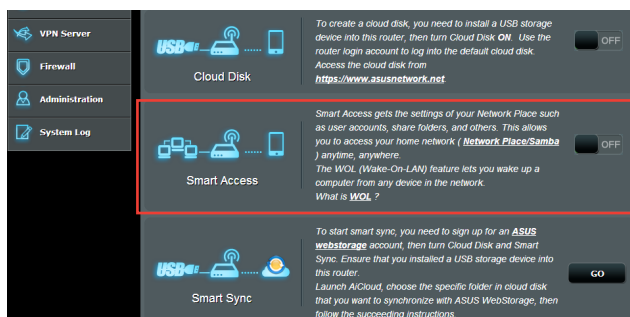 VPN Server
Firewall
Administration
System Log
USB
Cloud Disk
To create a cloud disk, you need to install a USB storage
device into this router, then turn Cloud Disk ON. Use the
router login account to log into the default cloud disk.
Access the cloud disk from
https://www.asusnetwork.net.
OFF
Smart Access
Smart Access gets the settings of your Network Place such
as user accounts, share folders, and others. This allows
you to access your home network ( Network Place/Samba
) anytime, anywhere.
The WOL (Wake-On-LAN) feature lets you wake up a
computer from any device in the network.
What is WOL ?
OFF
USB
Smart Sync
To start smart sync, you need to sign up for an ASUS
webstorage account, then turn Cloud Disk and Smart
Sync. Ensure that you installed a USB storage device into
this router.
Launch AiCloud, choose the specific folder in cloud disk
that you want to synchronize with ASUS WebStorage, then
follow the succeeding instructions
GO